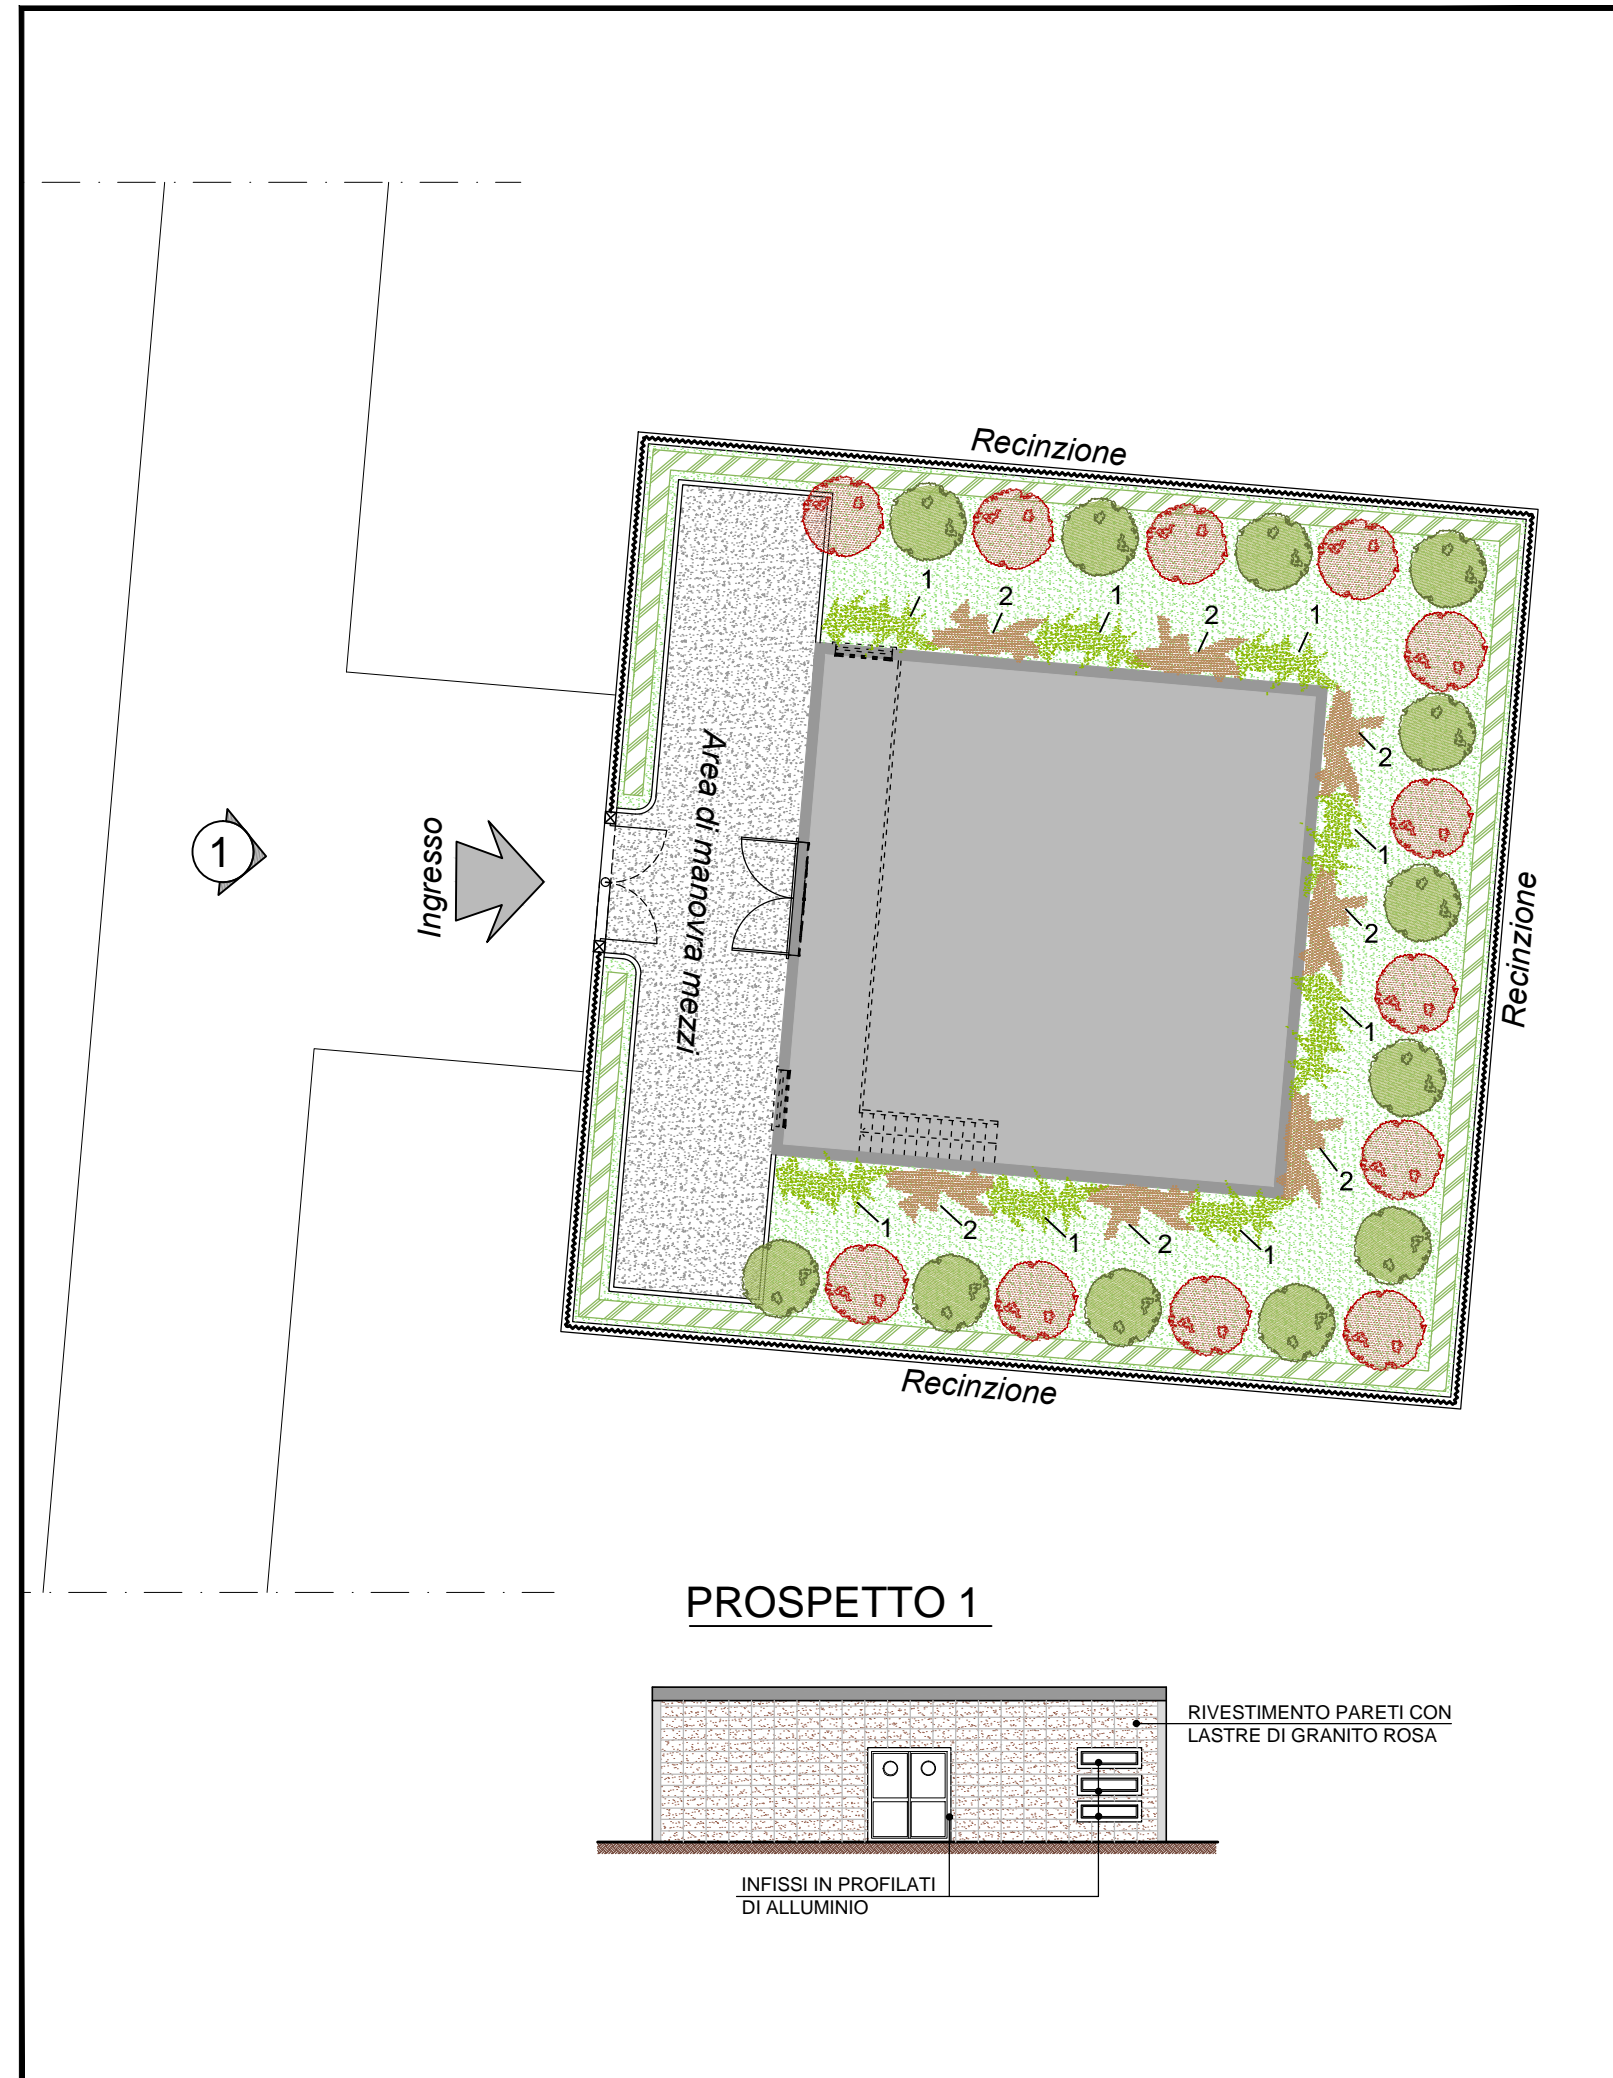 Recinzione
1
2
1
2
1
2
1
2
1
2
Recinzione
Area di manovra mezzi
Ingresso
1
1
2
1
2
1
Recinzione
PROSPETTO 1
RIVESTIMENTO PARETI CON
LASTRE DI GRANITO ROSA
INFISSI IN PROFILATI
DI ALLUMINIO